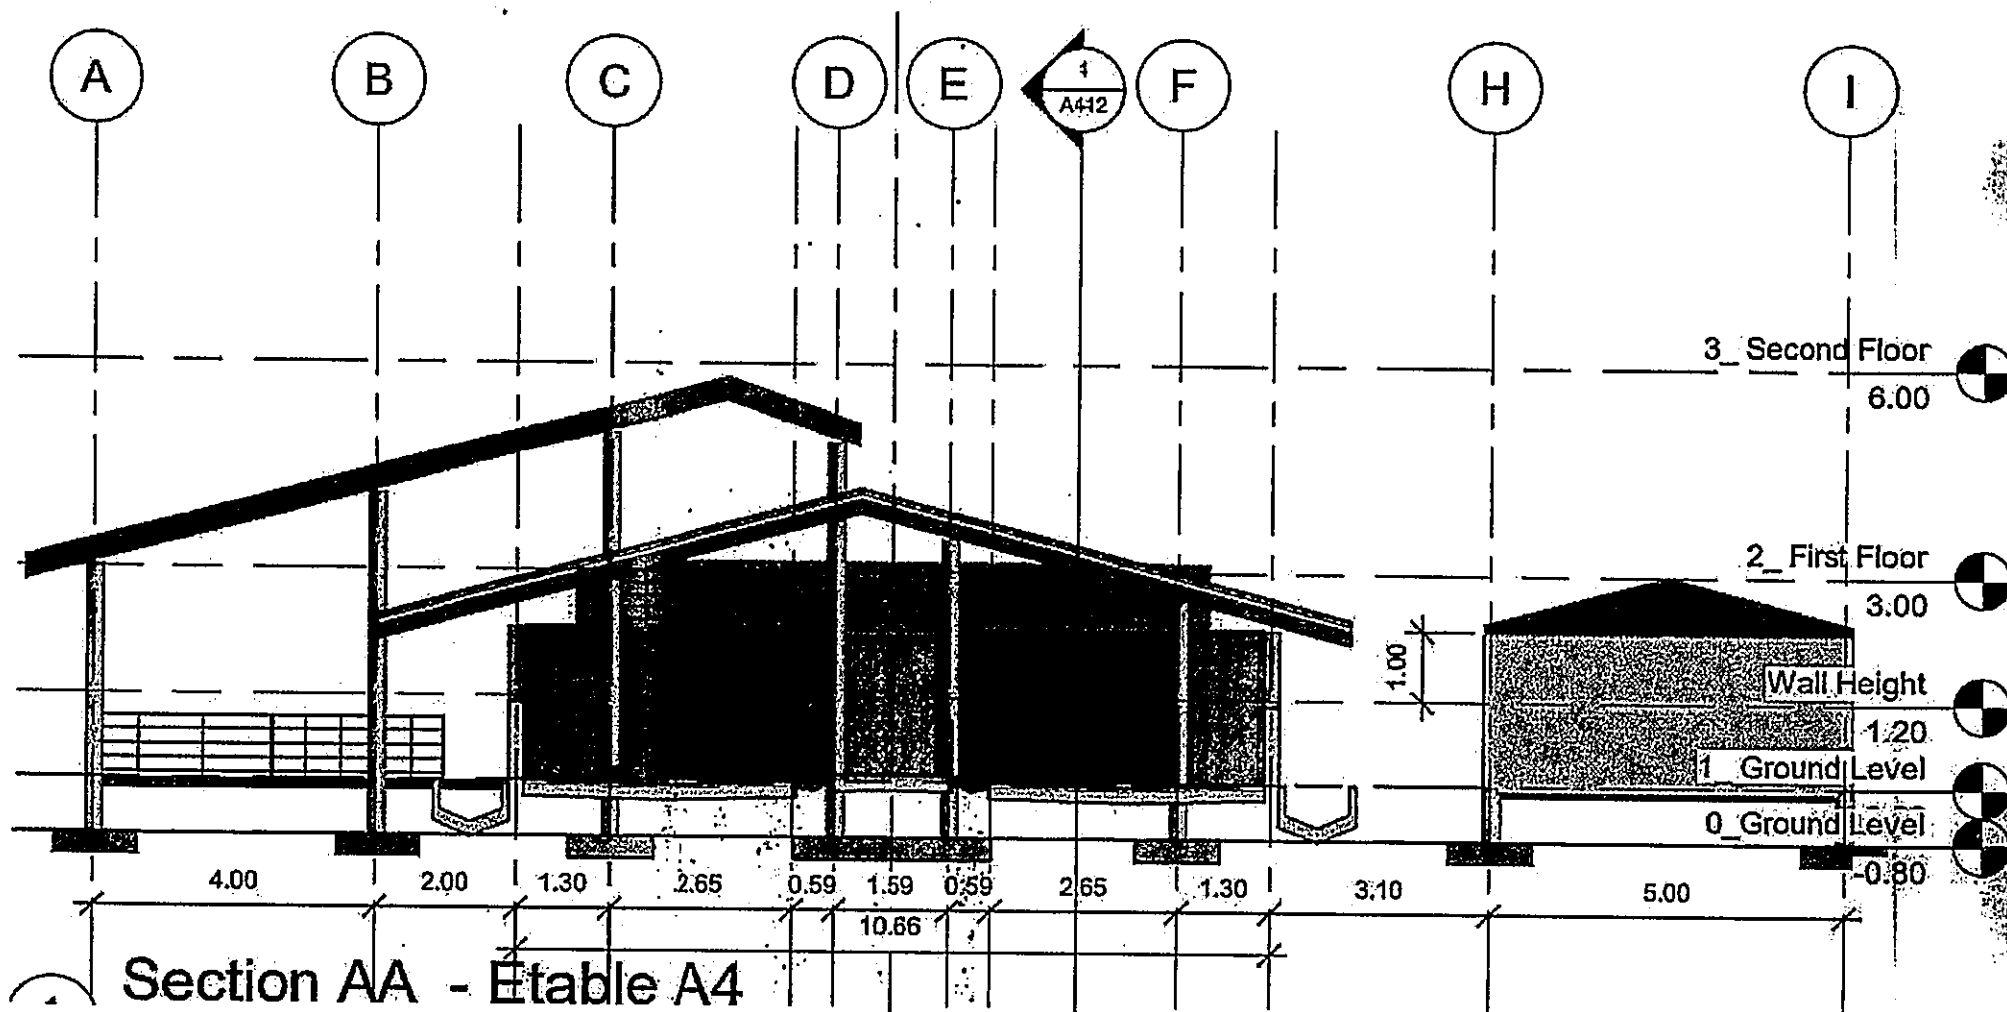 A B C D E F H I
1
A412
3_ Second Floor
6.00
2_ First Floor
3.00
1.00
Wall Height
1.20
1_ Ground Level
0_Ground Level
-0.80
4.00 2.00 1.30 2.65 0.59 1.59 0.59 2.65 1.30 3.10 5.00
10.66
Section AA - Etable A4